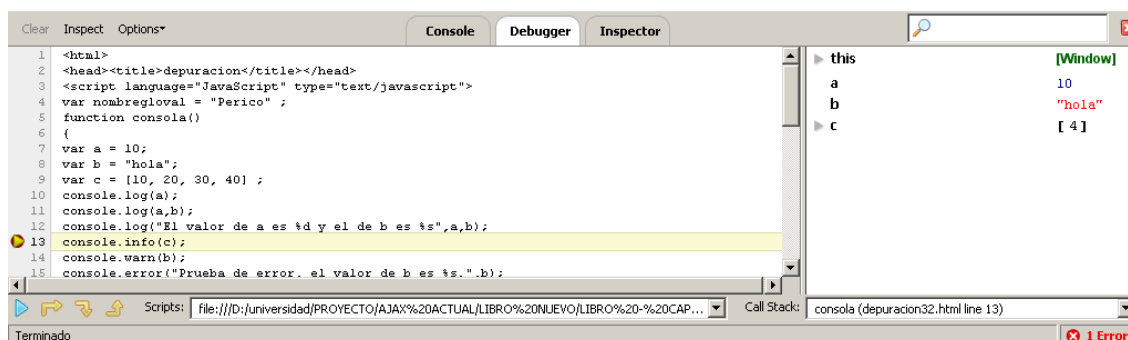 Clear Inspect Options Console Debugger Inspector
1 <html>
2 <head><title>depuracion</title></head>
3 <script language="JavaScript" type="text/javascript">
4 var nombregloval = "Perico" ;
5 function consola()
6 {
7 var a = 10;
8 var b = "hola";
9 var c = [10, 20, 30, 40] ;
10 console.log(a);
11 console.log(a,b);
12 console.log("El valor de a es %d y el de b es %s",a,b);
13 console.info(c);
14 console.warn(b);
15 console.error("Prueba de error. el valor de b es %s.",b);
this [Window]
a 10
b "hola"
c [ 4]
Scripts: file:///D:/universidad/PROYECTO/AJAX%20ACTUAL/LIBRO%20NUEVO/LIBRO%20-%20CAP... Call Stack: consola (depuracion32.html line 13)
Terminado 1 Error